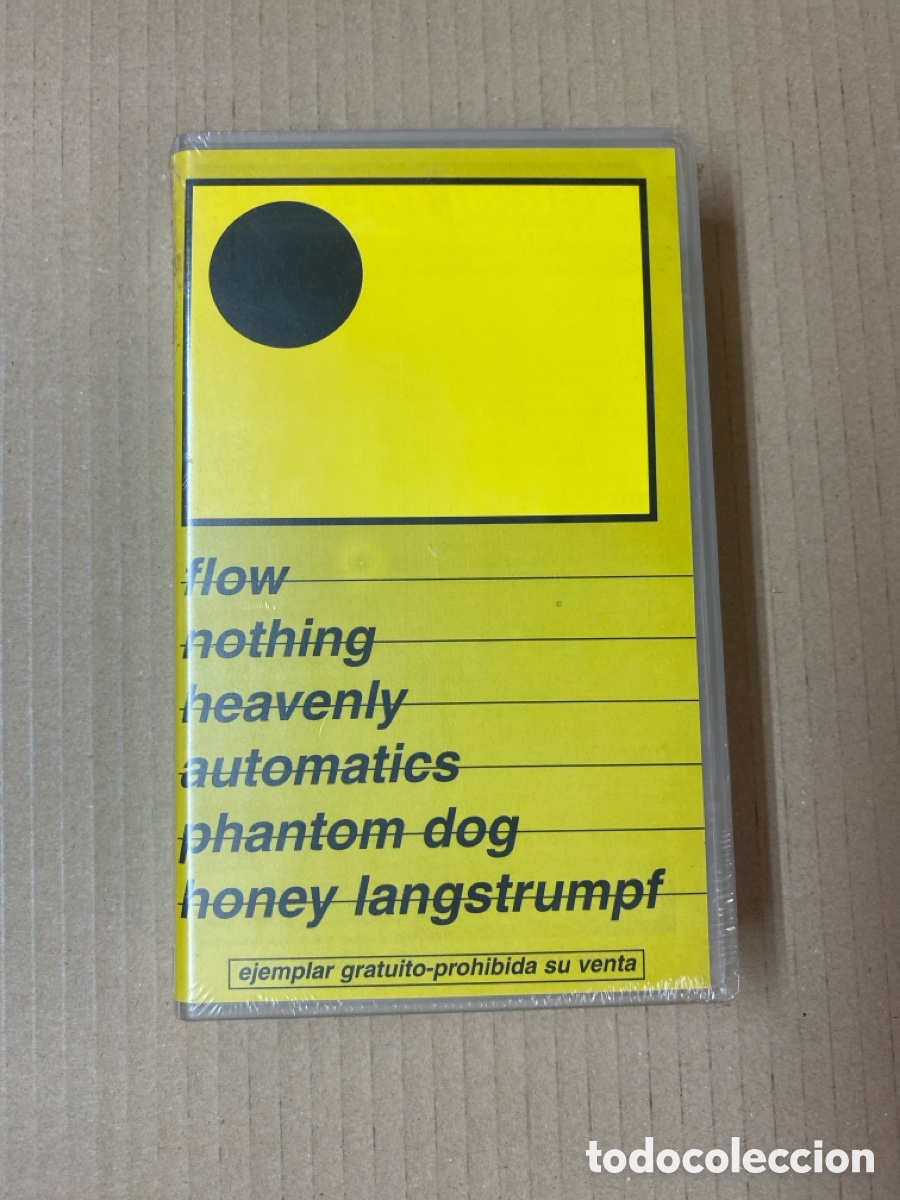 flow
nothing
heavenly
automatics
phantom dog
honey langstrumpf
ejemplar gratuito-prohibida su venta
todocoleccion